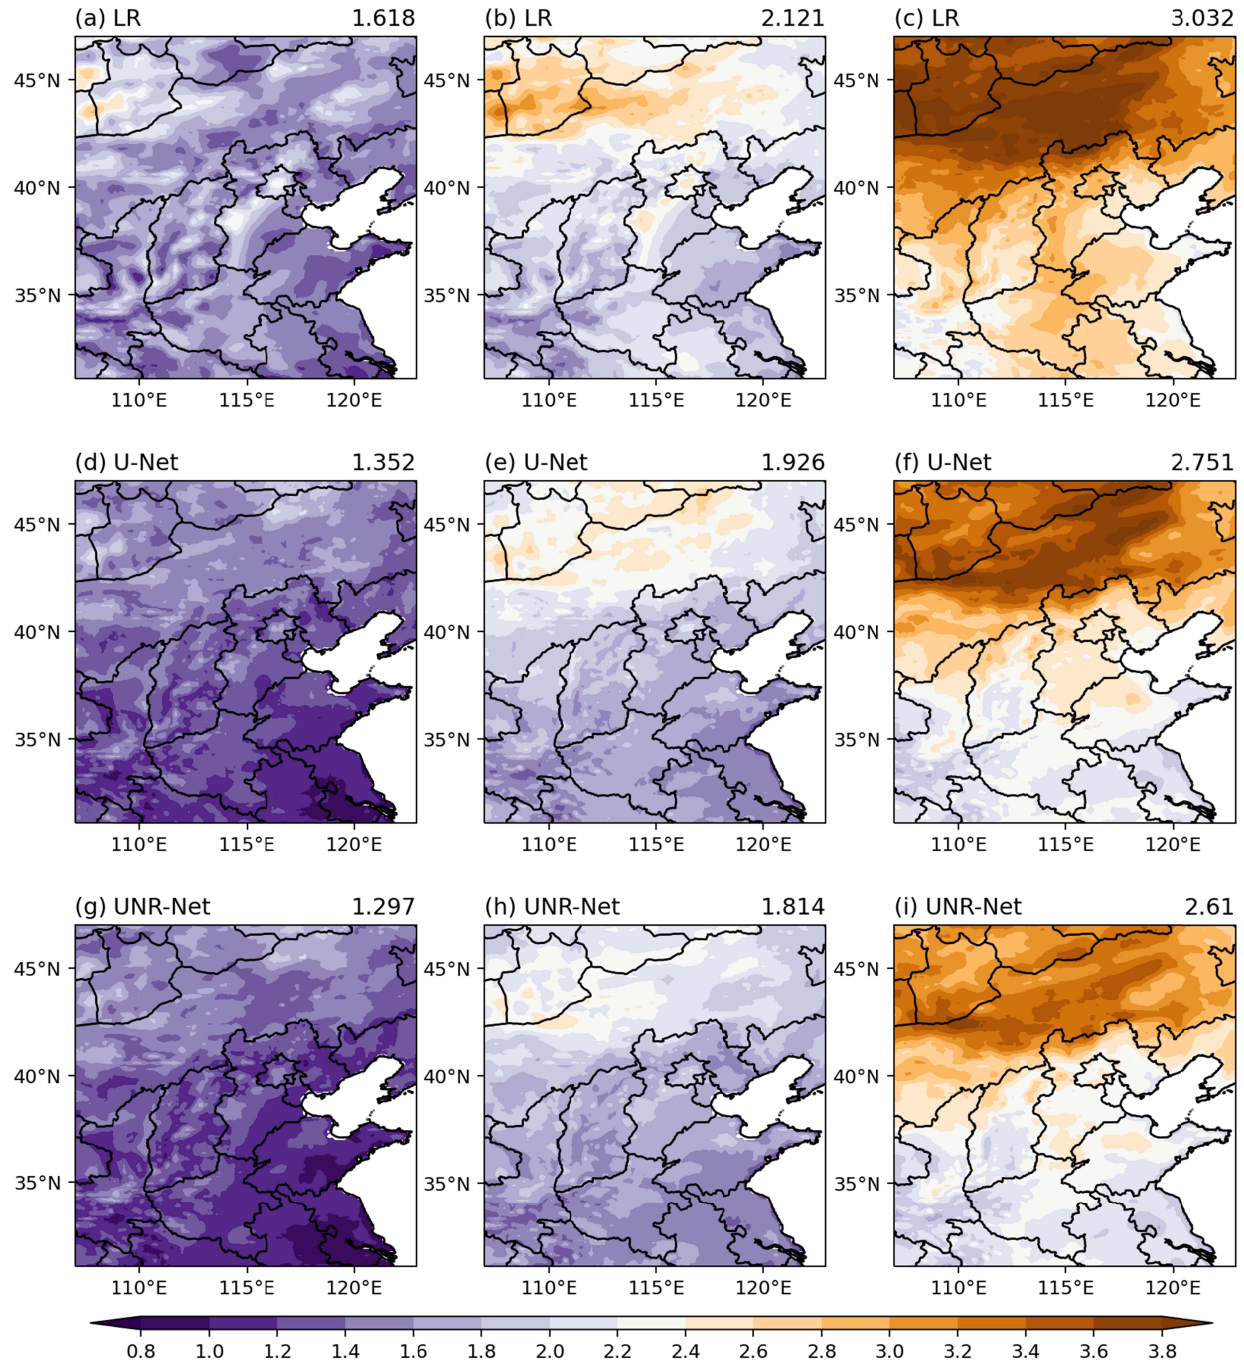 (a) LR 1.618 (b) LR 2.121 (c) LR 3.032
45°N 45°N 45°N
40°N 40°N 40°N
35°N 35°N 35°N
110°E 115°E 120°E 110°E 115°E 120°E 110°E 115°E 120°E
(d) U-Net 1.352 (e) U-Net 1.926 (f) U-Net 2.751
45°N 45°N 45°N
40°N 40°N 40°N
35°N 35°N 35°N
110°E 115°E 120°E 110°E 115°E 120°E 110°E 115°E 120°E
(g) UNR-Net 1.297 (h) UNR-Net 1.814 (i) UNR-Net 2.61
45°N 45°N 45°N
40°N 40°N 40°N
35°N 35°N 35°N
110°E 115°E 120°E 110°E 115°E 120°E 110°E 115°E 120°E
0.8 1.0 1.2 1.4 1.6 1.8 2.0 2.2 2.4 2.6 2.8 3.0 3.2 3.4 3.6 3.8